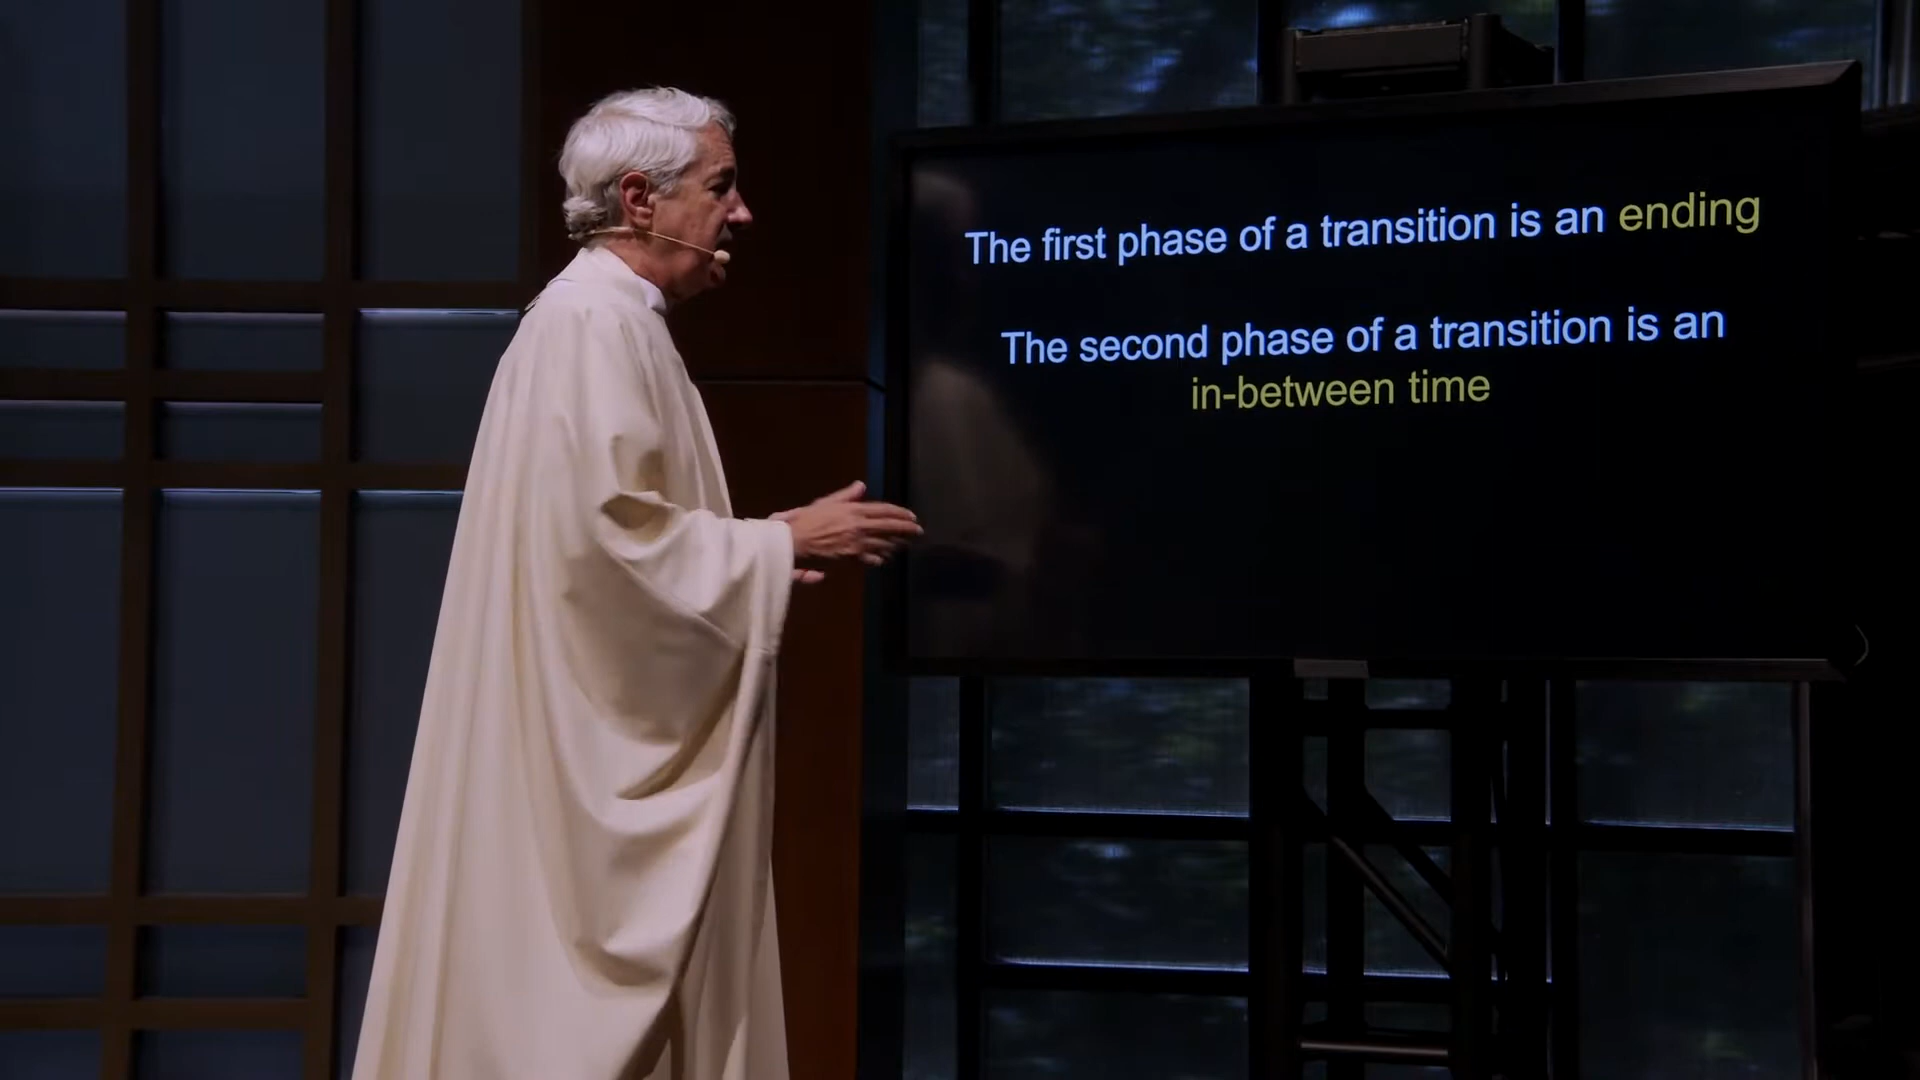 The first phase of a transition is an ending
The second phase of a transition is an
in-between time